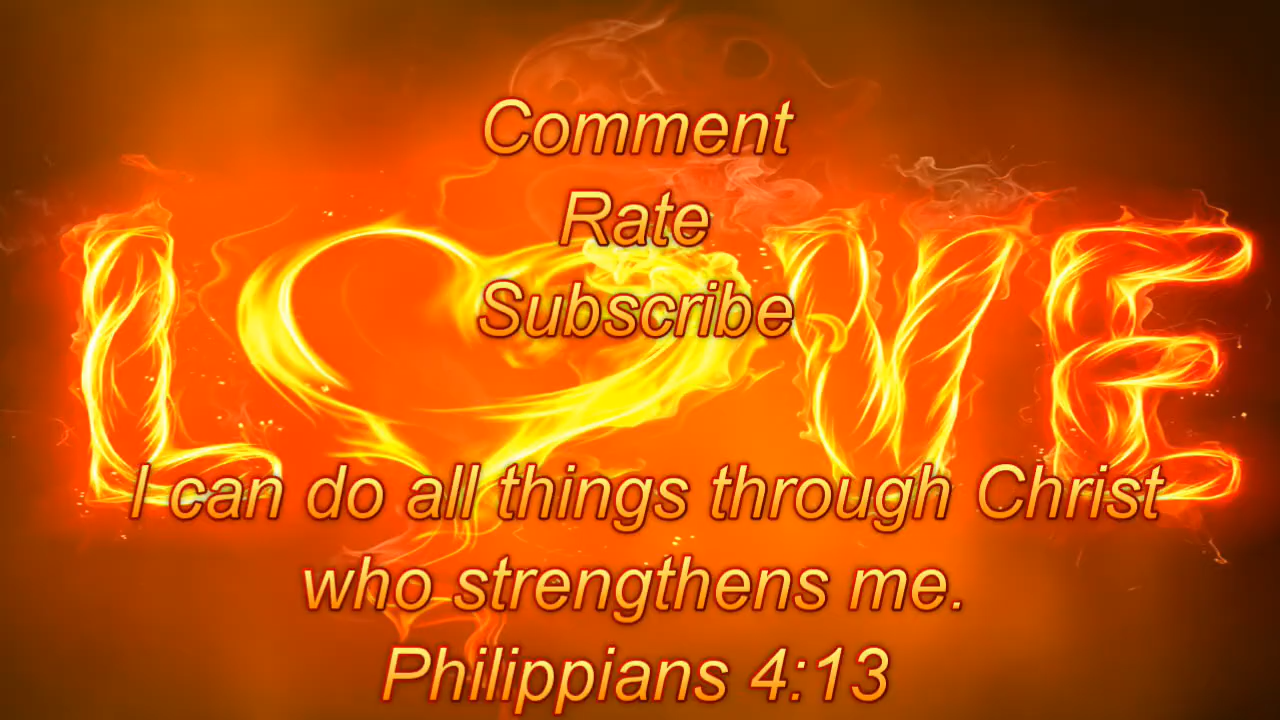 Comment
Rate
Subscribe
LOVE
I can do all things through Christ
who strengthens me.
Philippians 4:13